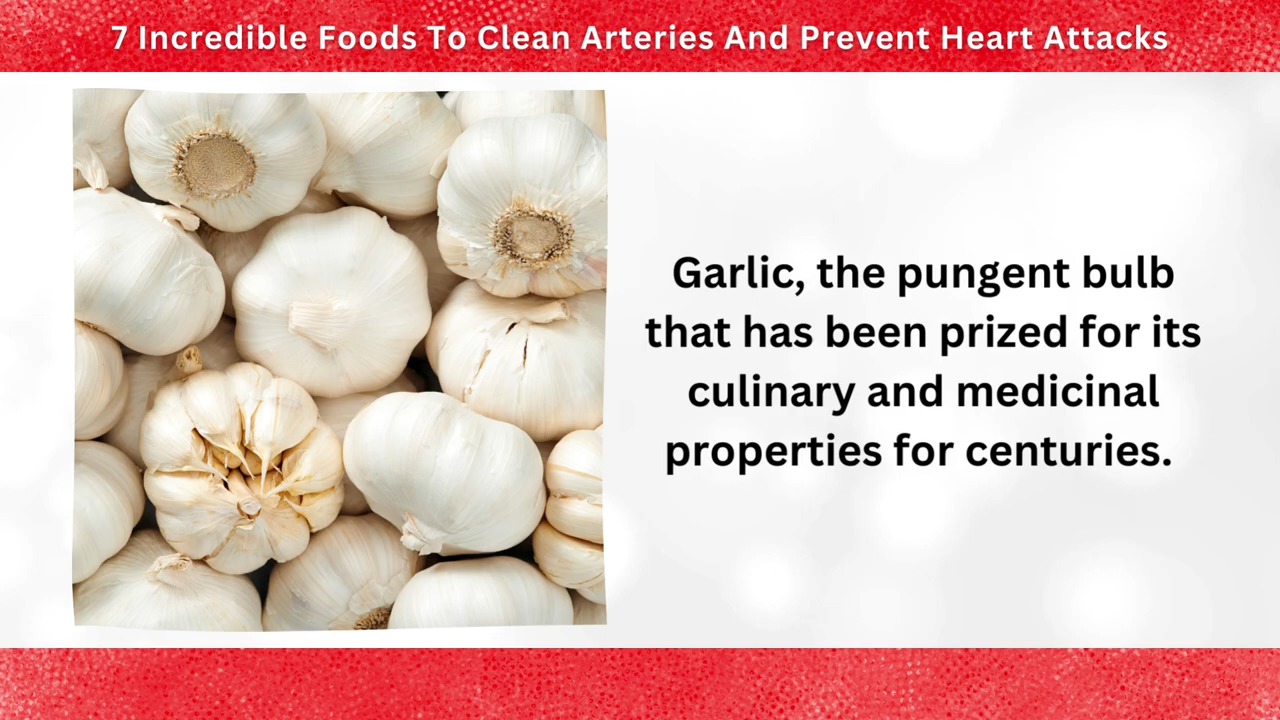 7 Incredible Foods To Clean Arteries And Prevent Heart Attacks
Garlic, the pungent bulb
that has been prized for its
culinary and medicinal
properties for centuries.